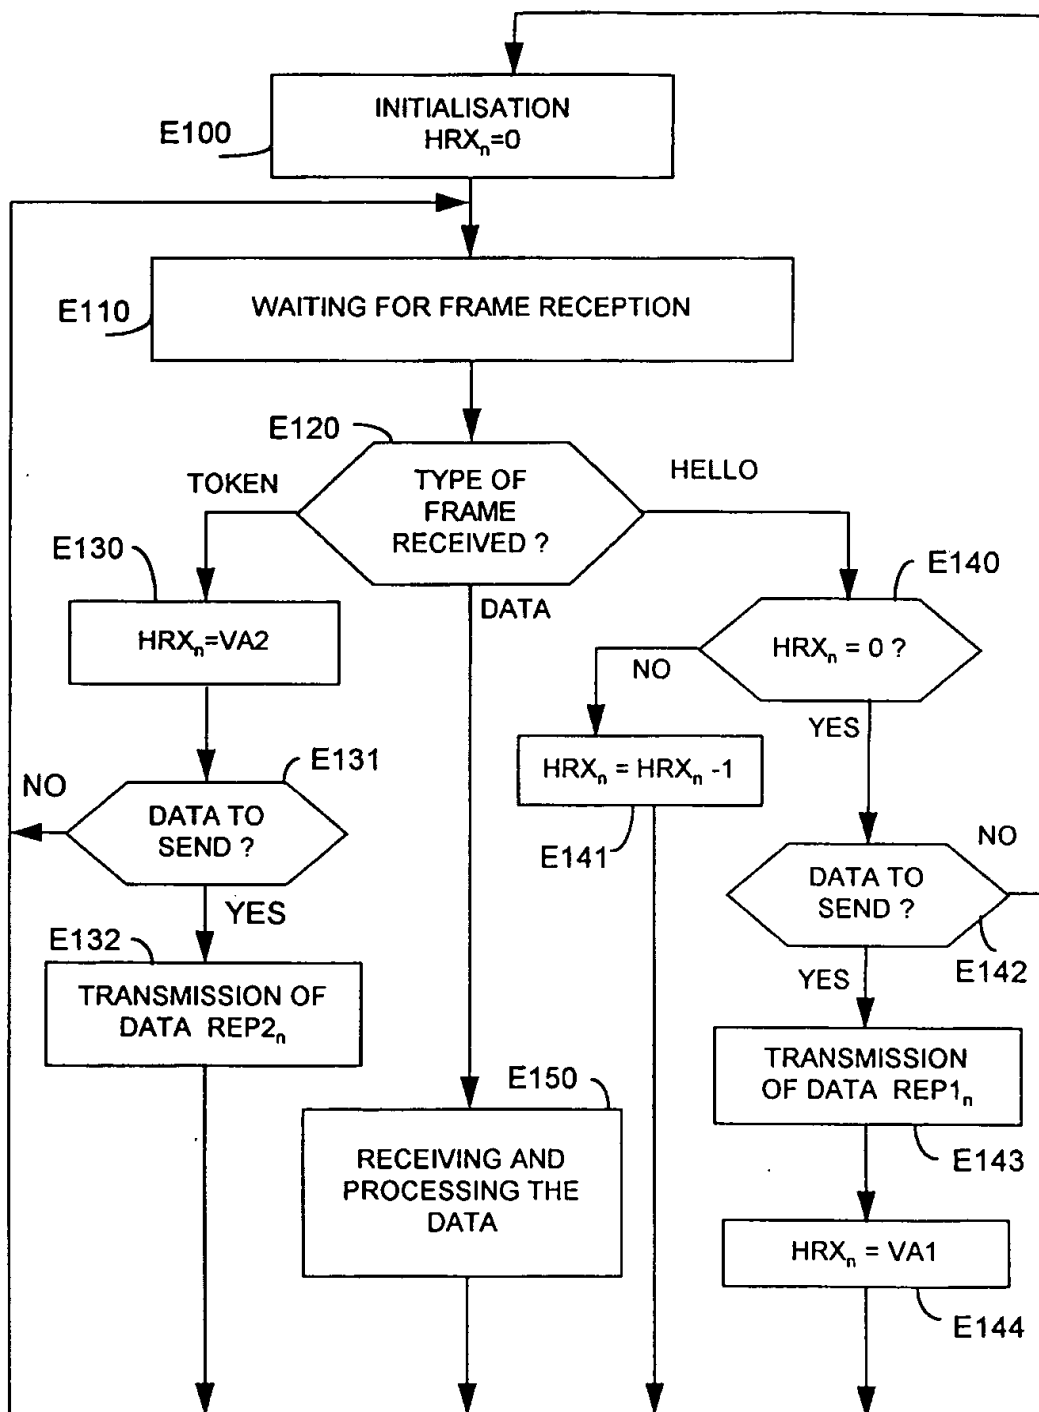 INITIALISATION
HRXn=0
E100
WAITING FOR FRAME RECEPTION
E110
E120
TYPE OF
FRAME
RECEIVED ?
TOKEN
HELLO
DATA
E130
HRXn=VA2
E140
HRXn = 0 ?
NO
YES
HRXn = HRXn -1
E141
E131
NO
DATA TO
SEND ?
YES
NO
DATA TO
SEND ?
E142
YES
E132
TRANSMISSION OF
DATA REP2n
TRANSMISSION
OF DATA REP1n
E143
E150
RECEIVING AND
PROCESSING THE
DATA
HRXn = VA1
E144